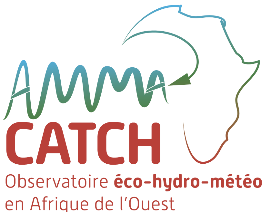 AMMA
CATCH
Observatoire éco-hydro-météo
en Afrique de l'Ouest